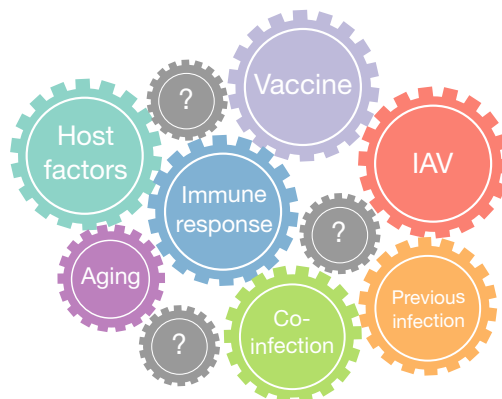 Vaccine
?
Host
factors
IAV
Immune
response
?
Aging
Previous
infection
Co-
infection
?